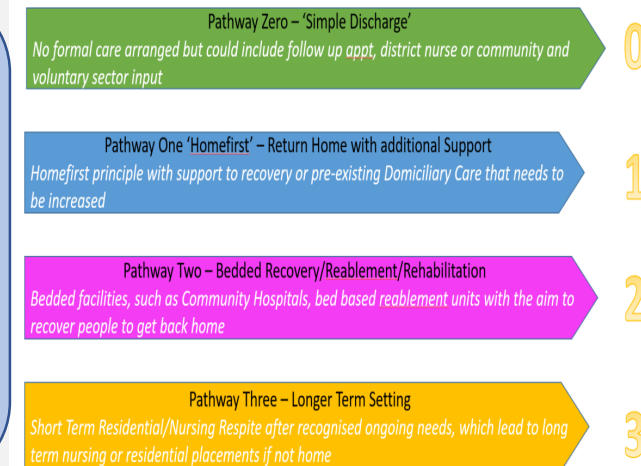 Pathway Zero – ‘Simple Discharge’
No formal care arranged but could include follow up appt, district nurse or community and
voluntary sector input
0
Pathway One ‘Homefirst’ – Return Home with additional Support
Homefirst principle with support to recovery or pre-existing Domiciliary Care that needs to
be increased
1
Pathway Two – Bedded Recovery/Reablement/Rehabilitation
Bedded facilities, such as Community Hospitals, bed based reablement units with the aim to
recover people to get back home
2
Pathway Three – Longer Term Setting
Short Term Residential/Nursing Respite after recognised ongoing needs, which lead to long
term nursing or residential placements if not home
3